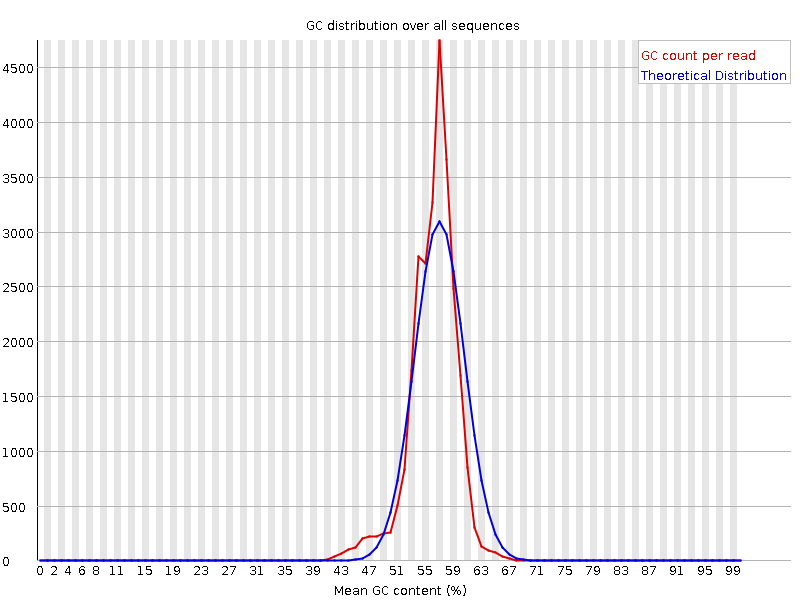 GC distribution over all sequences
GC count per read
Theoretical Distribution
4500
4000
3500
3000
2500
2000
1500
1000
500
0
0 2 4 6 8 11 15 19 23 27 31 35 39 43 47 51 55 59 63 67 71 75 79 83 87 91 95 99
Mean GC content (%)